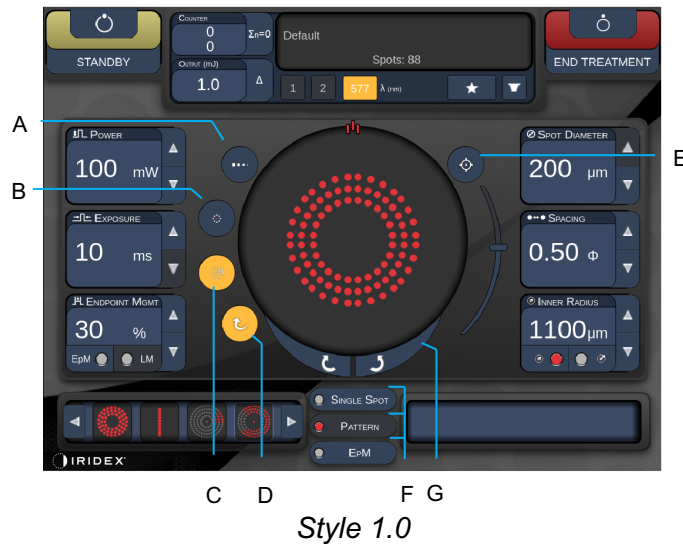 STANDBY
COUNTER
0
0
Σn=0
OUTPUT (mJ)
1.0
Δ
Default
Spots: 88
1 2 577 λ (nm)
END TREATMENT
A
B
POWER
100 mW
EXPOSURE
10 ms
ENDPOINT MGMT
30 %
EpM LM
E
SPOT DIAMETER
200 µm
SPACING
0.50 Φ
INNER RADIUS
1100µm
SINGLE SPOT
PATTERN
EPM
IRIDEX
C D F G
Style 1.0